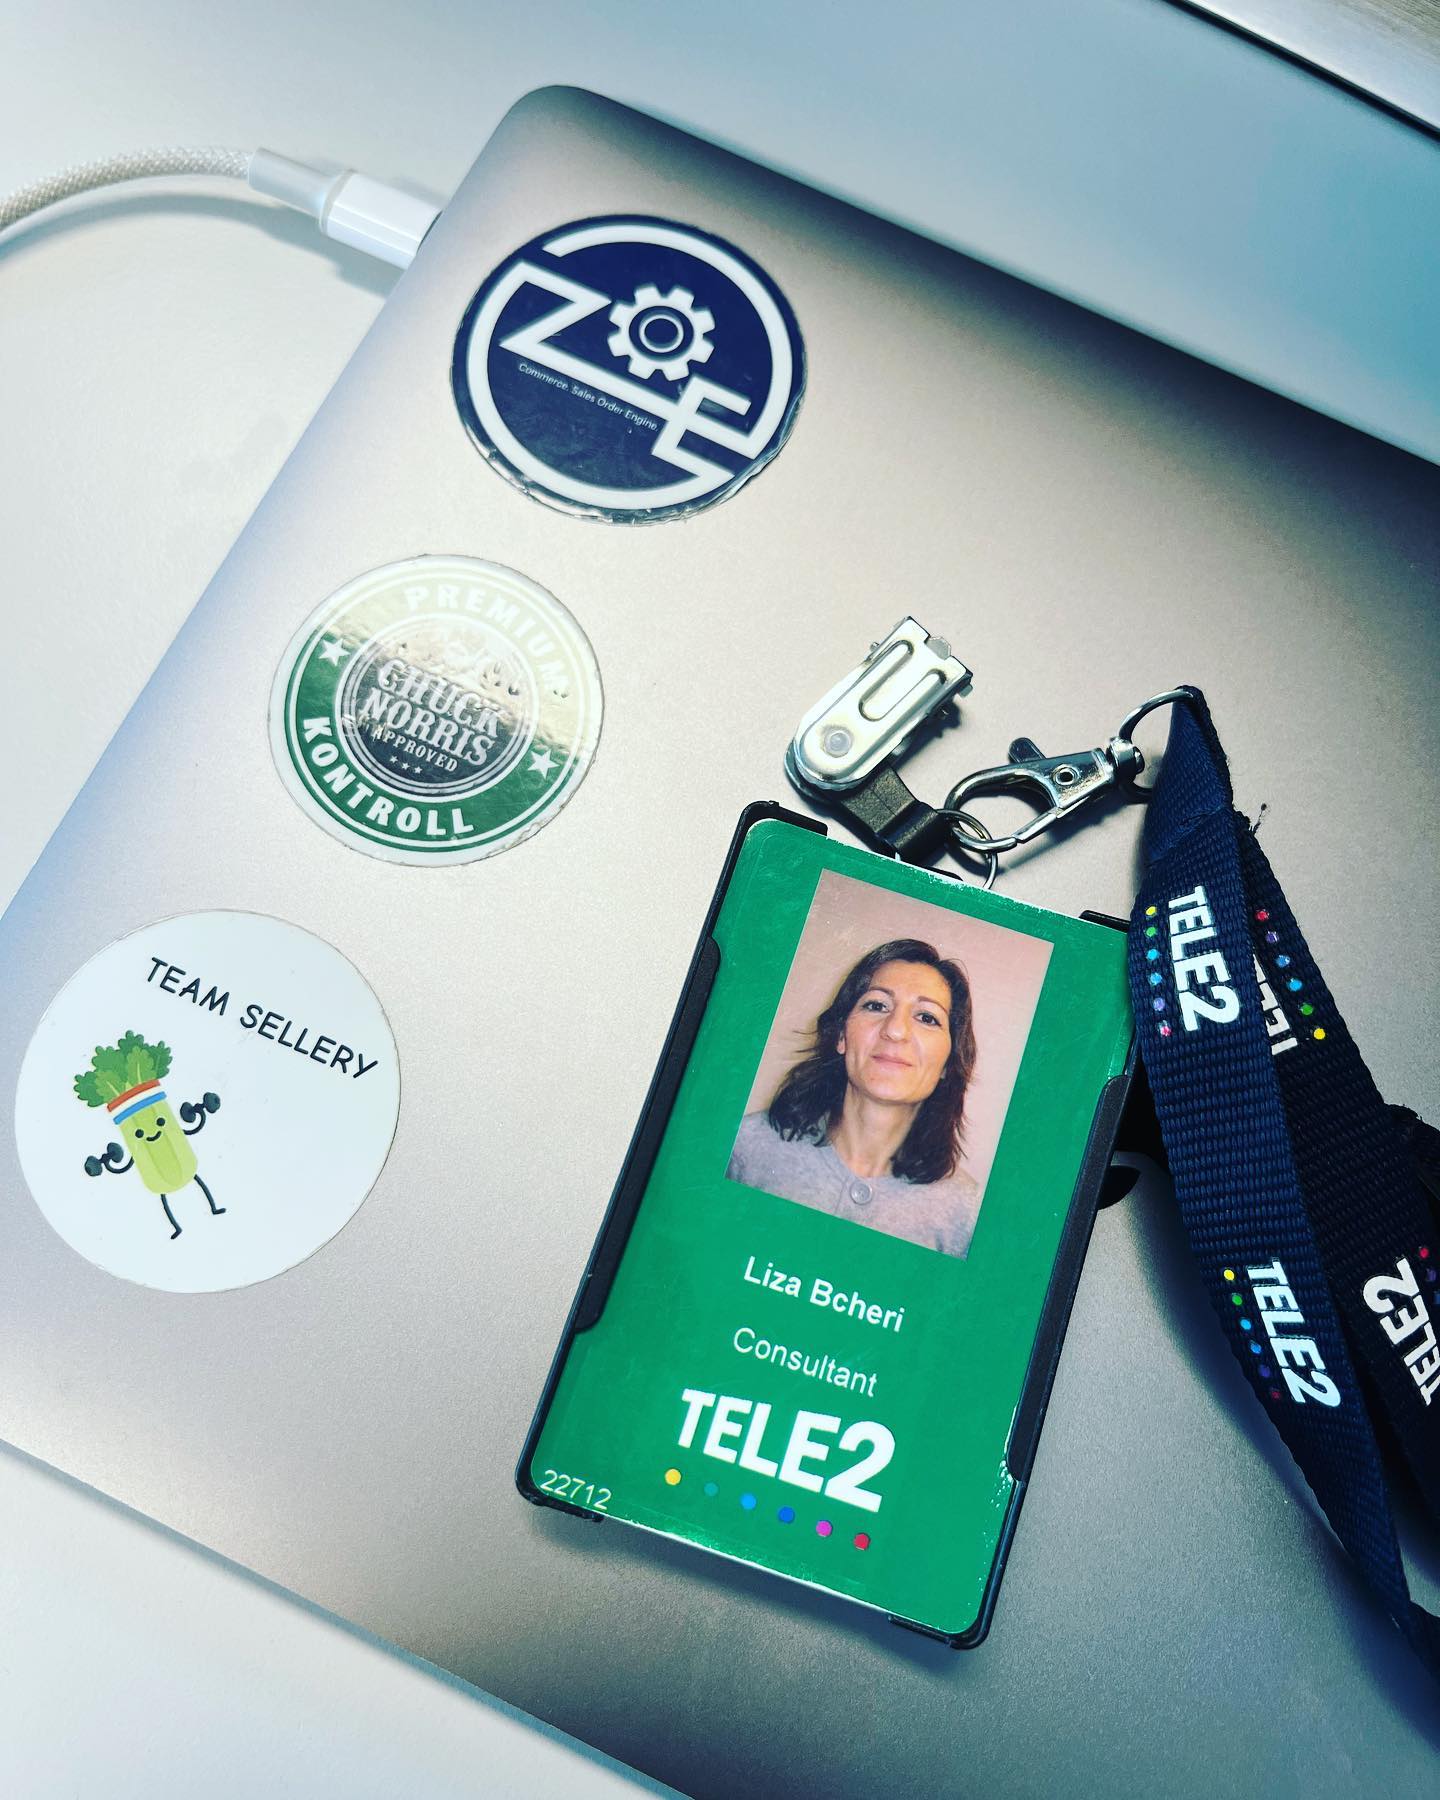 ZOE
Commerce. Sales Order Engine.
PREMIUM
CHUCK
NORRIS
APPROVED
KONTROLL
TEAM SELLERY
Liza Bcheri
Consultant
TELE2
22712
TELE2
TELE2
TELE2